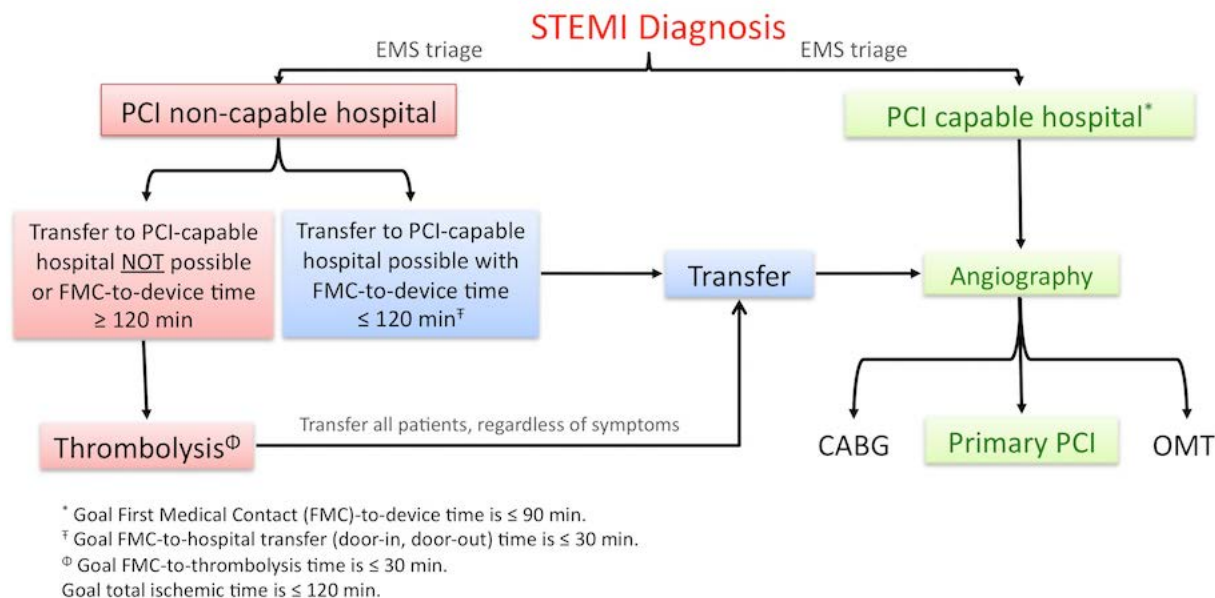 STEMI Diagnosis
EMS triage
EMS triage
PCI non-capable hospital
PCI capable hospital*
Transfer to PCI-capable
hospital NOT possible
or FMC-to-device time
≥ 120 min
Transfer to PCI-capable
hospital possible with
FMC-to-device time
≤ 120 min Ŧ
Transfer
Angiography
Thrombolysis Φ
Transfer all patients, regardless of symptoms
CABG
Primary PCI
OMT
* Goal First Medical Contact (FMC)-to-device time is ≤ 90 min.
Ŧ Goal FMC-to-hospital transfer (door-in, door-out) time is ≤ 30 min.
Φ Goal FMC-to-thrombolysis time is ≤ 30 min.
Goal total ischemic time is ≤ 120 min.